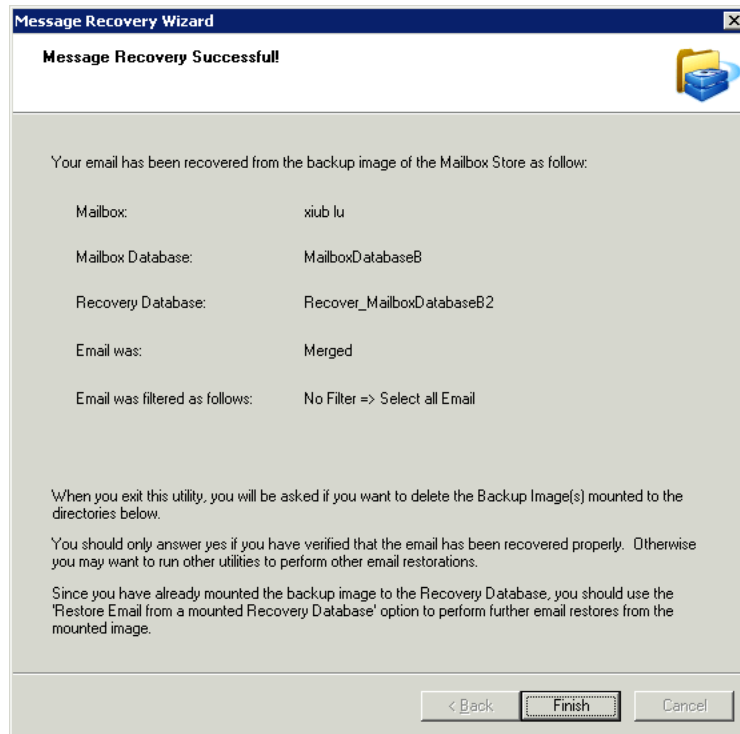 Message Recovery Wizard
Message Recovery Successful!
Your email has been recovered from the backup image of the Mailbox Store as follow:
Mailbox: xiub lu
Mailbox Database: MailboxDatabaseB
Recovery Database: Recover_MailboxDatabaseB2
Email was: Merged
Email was filtered as follows: No Filter => Select all Email
When you exit this utility, you will be asked if you want to delete the Backup Image(s) mounted to the
directories below.
You should only answer yes if you have verified that the email has been recovered properly. Otherwise
you may want to run other utilities to perform other email restorations.
Since you have already mounted the backup image to the Recovery Database, you should use the
'Restore Email from a mounted Recovery Database' option to perform further email restores from the
mounted image.
< Back Finish Cancel